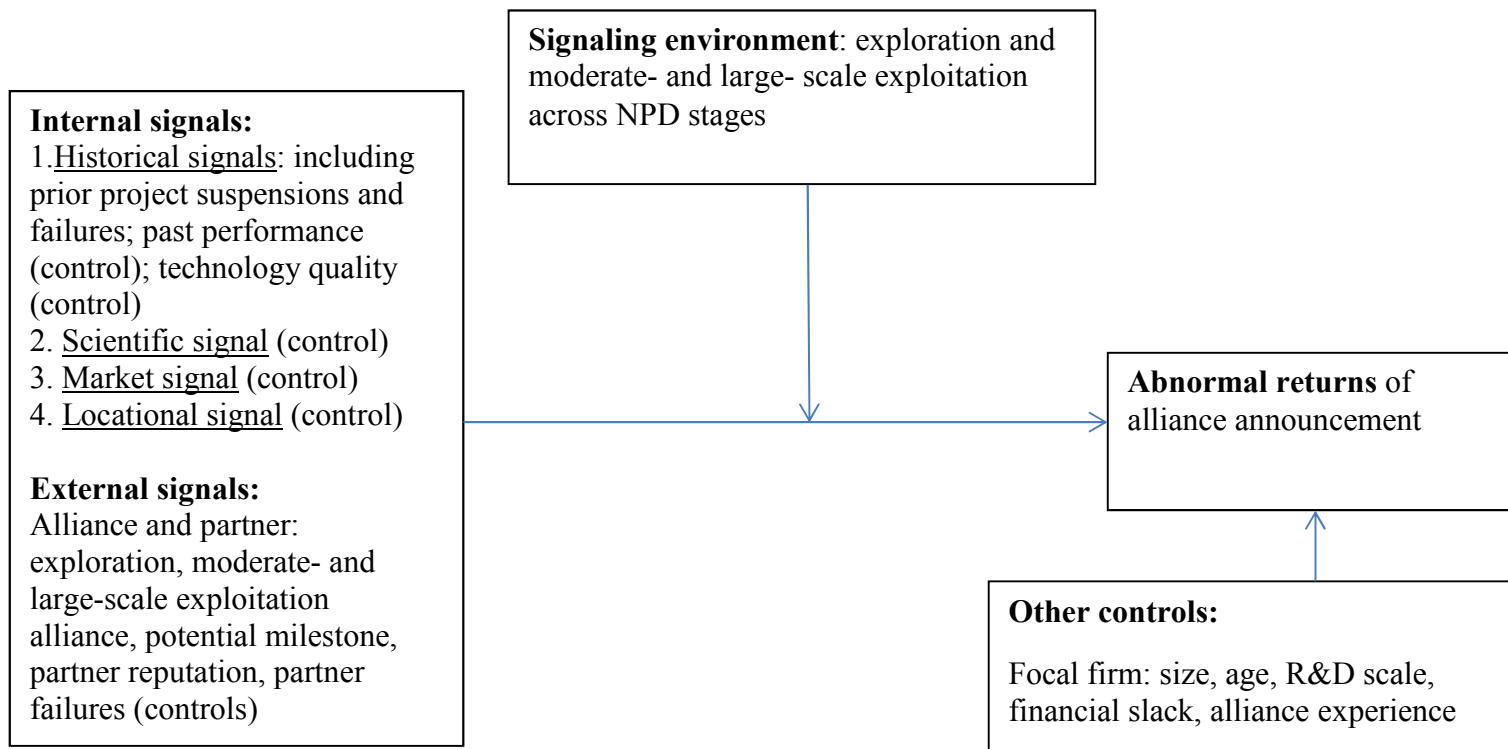 Signaling environment: exploration and
moderate- and large- scale exploitation
across NPD stages
Internal signals:
1.Historical signals: including
prior project suspensions and
failures; past performance
(control); technology quality
(control)
2. Scientific signal (control)
3. Market signal (control)
4. Locational signal (control)
External signals:
Alliance and partner:
exploration, moderate- and
large-scale exploitation
alliance, potential milestone,
partner reputation, partner
failures (controls)
Abnormal returns of
alliance announcement
Other controls:
Focal firm: size, age, R&D scale,
financial slack, alliance experience